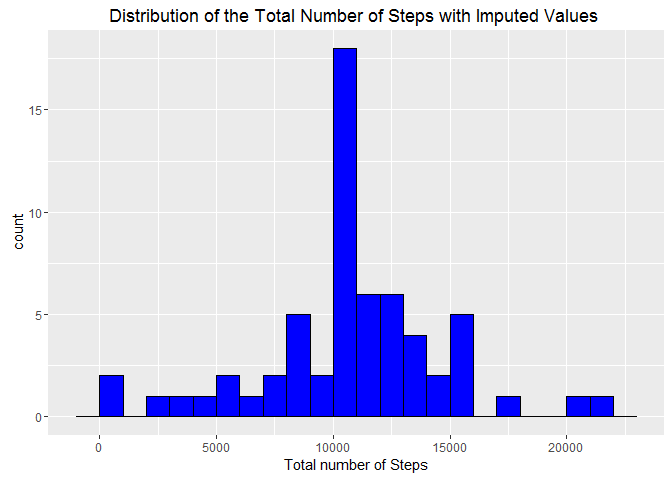 Distribution of the Total Number of Steps with Imputed Values
15
10
5
0
count
0 5000 10000 15000 20000
Total number of Steps